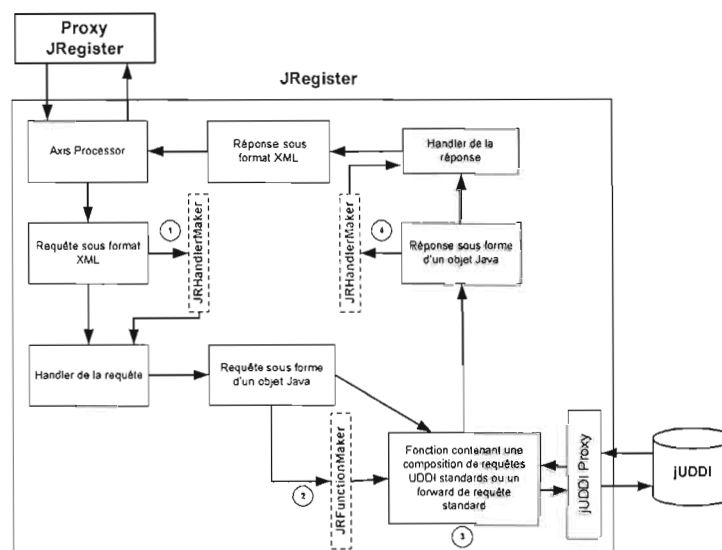 Proxy
JRegister
JRegister
Axis Processor
Réponse sous
format XML
Handler de la
réponse
Requête sous format
XML
1
JRHandlerMaker
JRHandlerMaker
4
Réponse sous forme
d'un objet Java
Handler de la requête
Requête sous forme
d'un objet Java
2
JRFunctionMaker
Fonction contenant une
composition de requêtes
UDDI standards ou un
forward de requête
standard
3
jUDDI Proxy
jUDDI